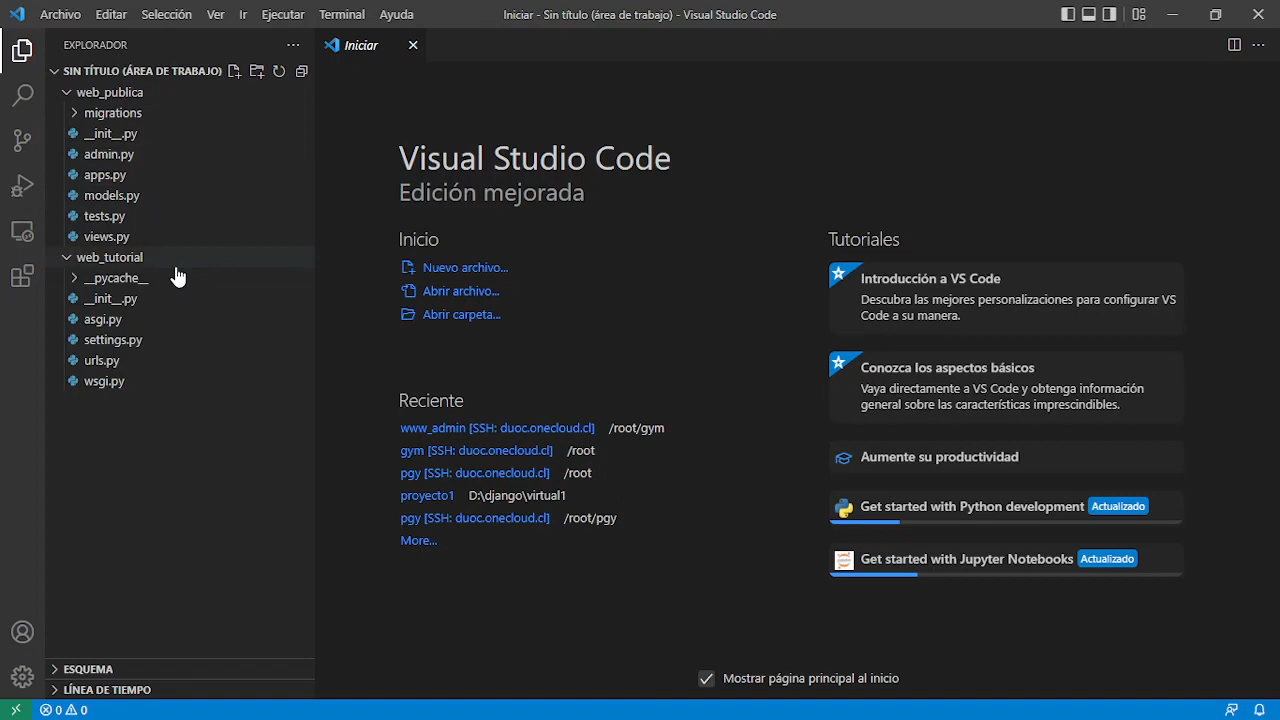 Archivo Editar Selección Ver Ir Ejecutar Terminal Ayuda Iniciar - Sin título (área de trabajo) - Visual Studio Code
EXPLORADOR
Iniciar
SIN TÍTULO (ÁREA DE TRABAJO)
web_publica
migrations
__init__.py
admin.py
apps.py
models.py
tests.py
views.py
web_tutorial
__pycache__
__init__.py
asgi.py
settings.py
urls.py
wsgi.py
ESQUEMA
LÍNEA DE TIEMPO
Visual Studio Code
Edición mejorada
Inicio
Nuevo archivo...
Abrir archivo...
Abrir carpeta...
Reciente
www_admin [SSH: duoc.onecloud.cl] /root/gym
gym [SSH: duoc.onecloud.cl] /root
pgy [SSH: duoc.onecloud.cl] /root
proyecto1 D:\django\virtual1
pgy [SSH: duoc.onecloud.cl] /root/pgy
More...
Tutoriales
Introducción a VS Code
Descubra las mejores personalizaciones para configurar VS
Code a su manera.
Conozca los aspectos básicos
Vaya directamente a VS Code y obtenga información
general sobre las características imprescindibles.
Aumente su productividad
Get started with Python development Actualizado
Get started with Jupyter Notebooks Actualizado
Mostrar página principal al inicio
0 0